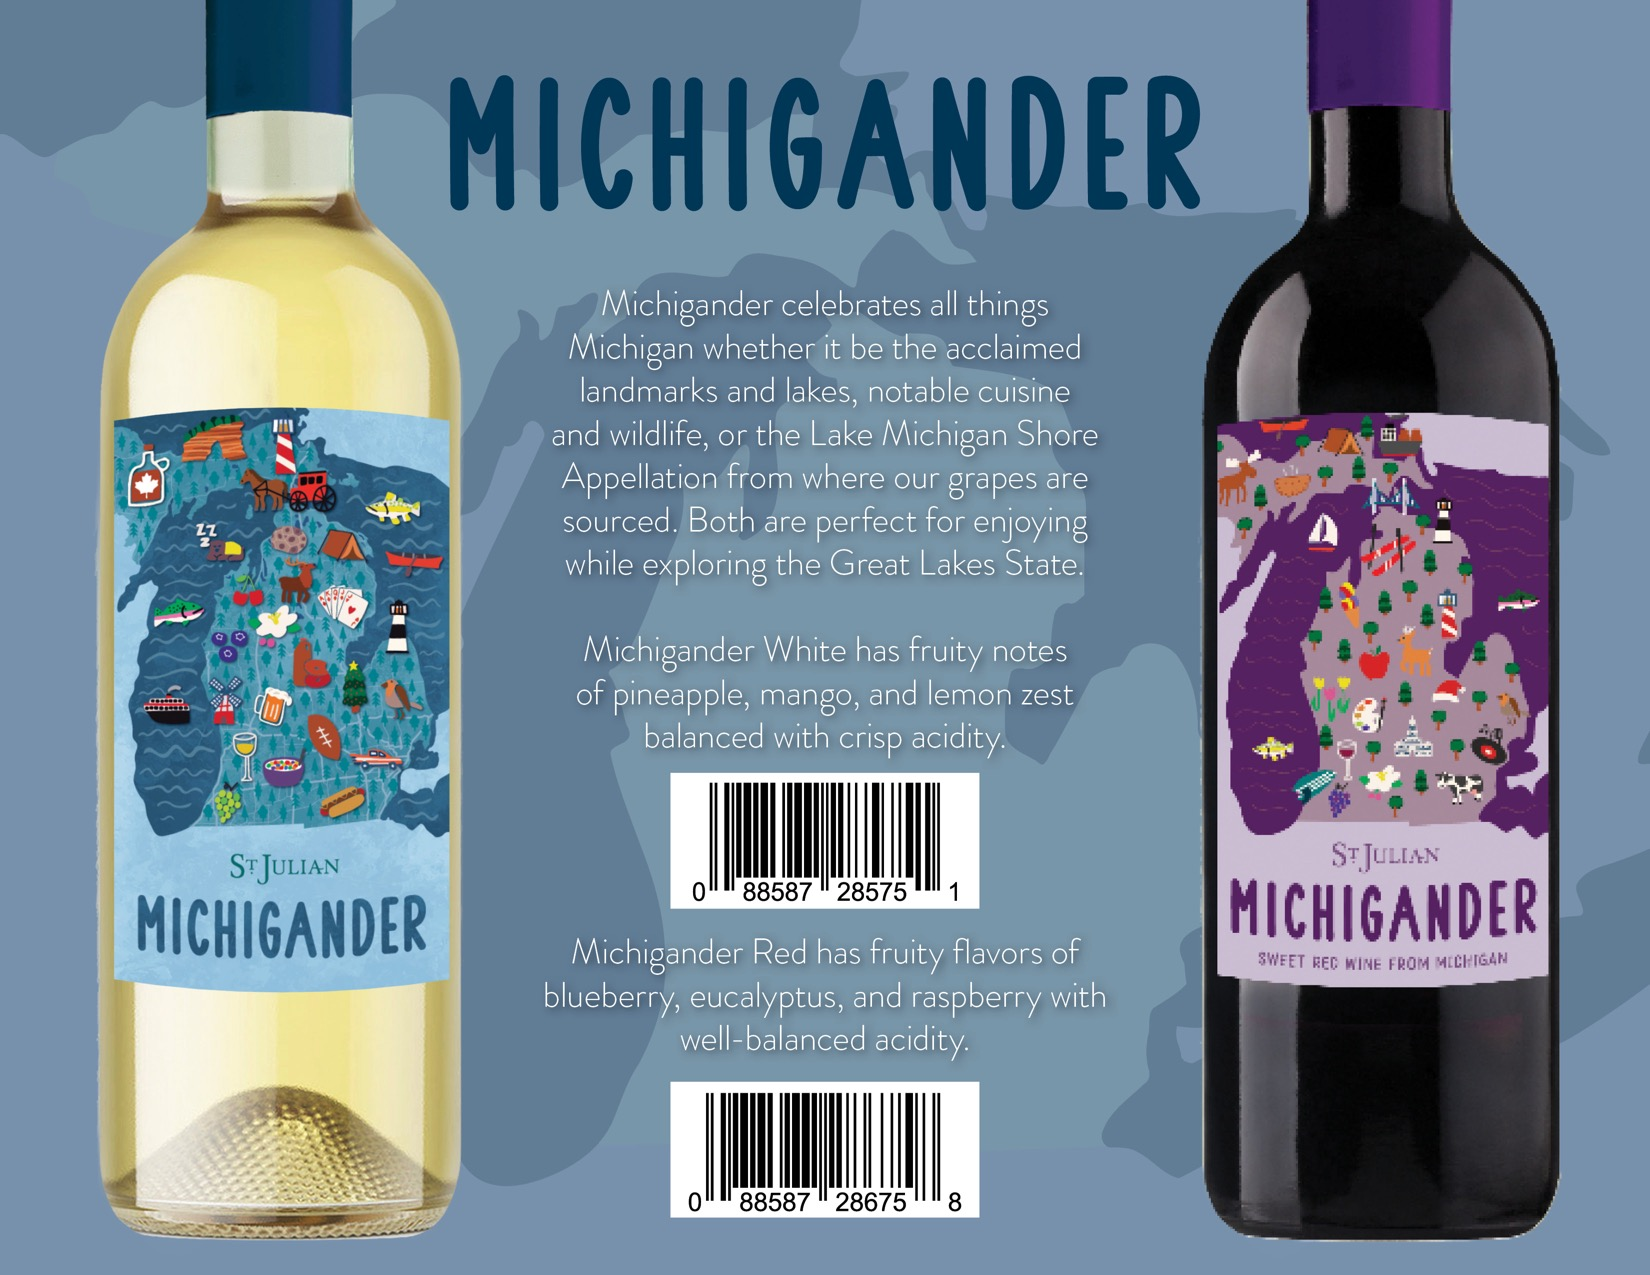 MICHIGANDER
Michigander celebrates all things
Michigan whether it be the acclaimed
landmarks and lakes, notable cuisine
and wildlife, or the Lake Michigan Shore
Appellation from where our grapes are
sourced. Both are perfect for enjoying
while exploring the Great Lakes State.
Michigander White has fruity notes
of pineapple, mango, and lemon zest
balanced with crisp acidity.
0 88587 28575 1
Michigander Red has fruity flavors of
blueberry, eucalyptus, and raspberry with
well-balanced acidity.
0 88587 28675 8
ZZ
Z
ST JULIAN
MICHIGANDER
ST JULIAN
MICHIGANDER
SWEET RED WINE FROM MICHIGAN